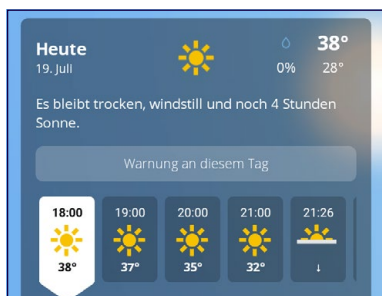 Heute
38°
19. Juli
0%
28°
Es bleibt trocken, windstill und noch 4 Stunden
Sonne.
Warnung an diesem Tag
18:00 19:00 20:00 21:00 21:26
38° 37° 35° 32° ↓